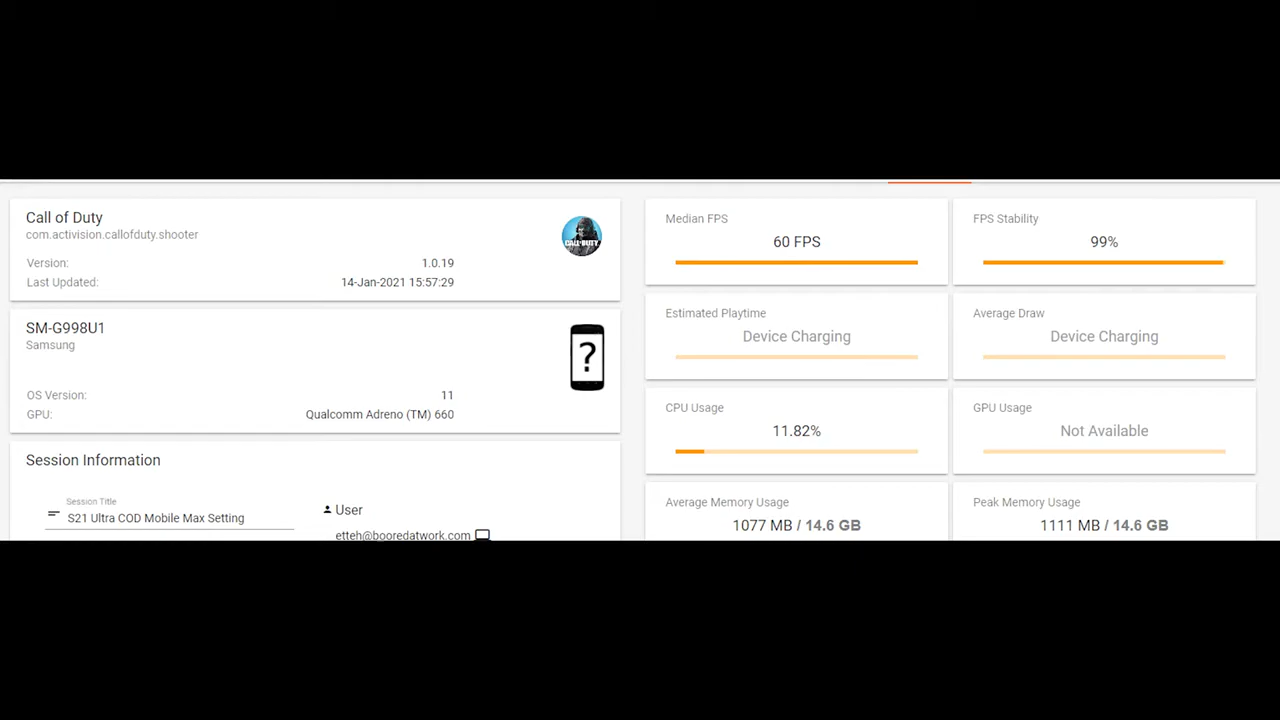 Call of Duty
com.activision.callofduty.shooter
CALL OF DUTY
Version: 1.0.19
Last Updated: 14-Jan-2021 15:57:29
SM-G998U1
Samsung
?
OS Version: 11
GPU: Qualcomm Adreno (TM) 660
Session Information
Session Title
S21 Ultra COD Mobile Max Setting
User
etteh@booredatwork.com
Median FPS
60 FPS
FPS Stability
99%
Estimated Playtime
Device Charging
Average Draw
Device Charging
CPU Usage
11.82%
GPU Usage
Not Available
Average Memory Usage
1077 MB / 14.6 GB
Peak Memory Usage
1111 MB / 14.6 GB